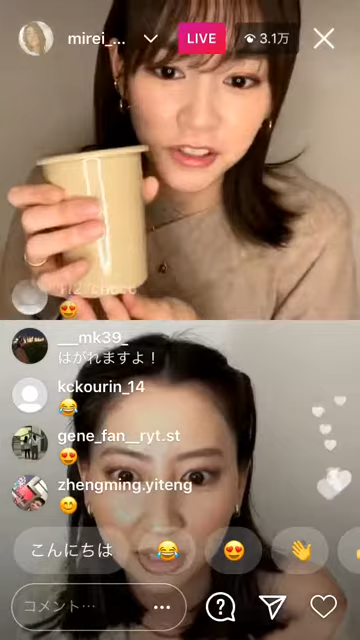 mirei_...
LIVE
3.1万
___mk39_
はがれますよ！
kckourin_14
gene_fan__ryt.st
zhengming.yiteng
こんにちは
コメント…